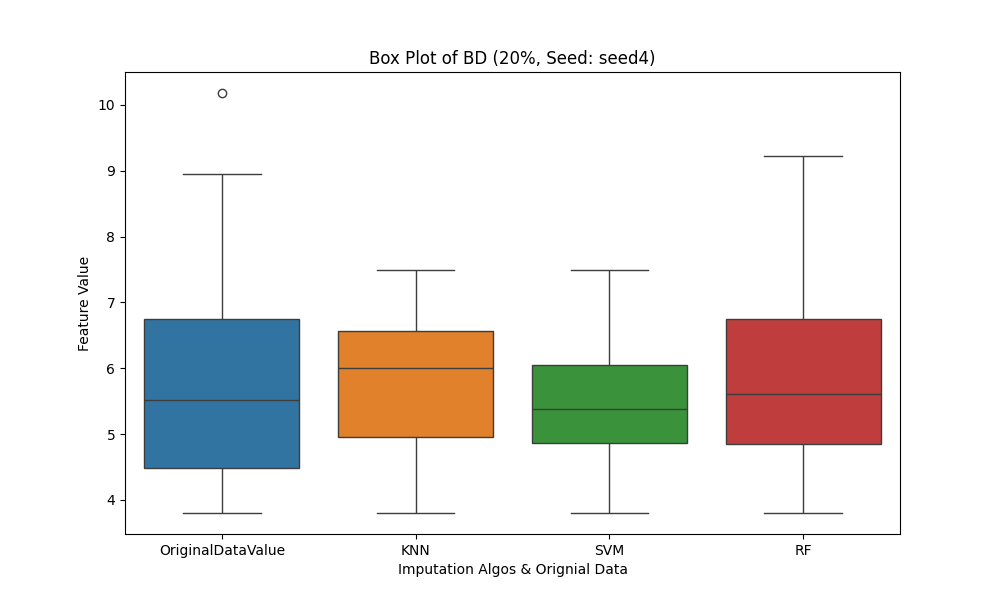 Box Plot of BD (20%, Seed: seed4)
10
9
8
7
6
5
4
Feature Value
OriginalDataValue
KNN
SVM
RF
Imputation Algos & Orignial Data